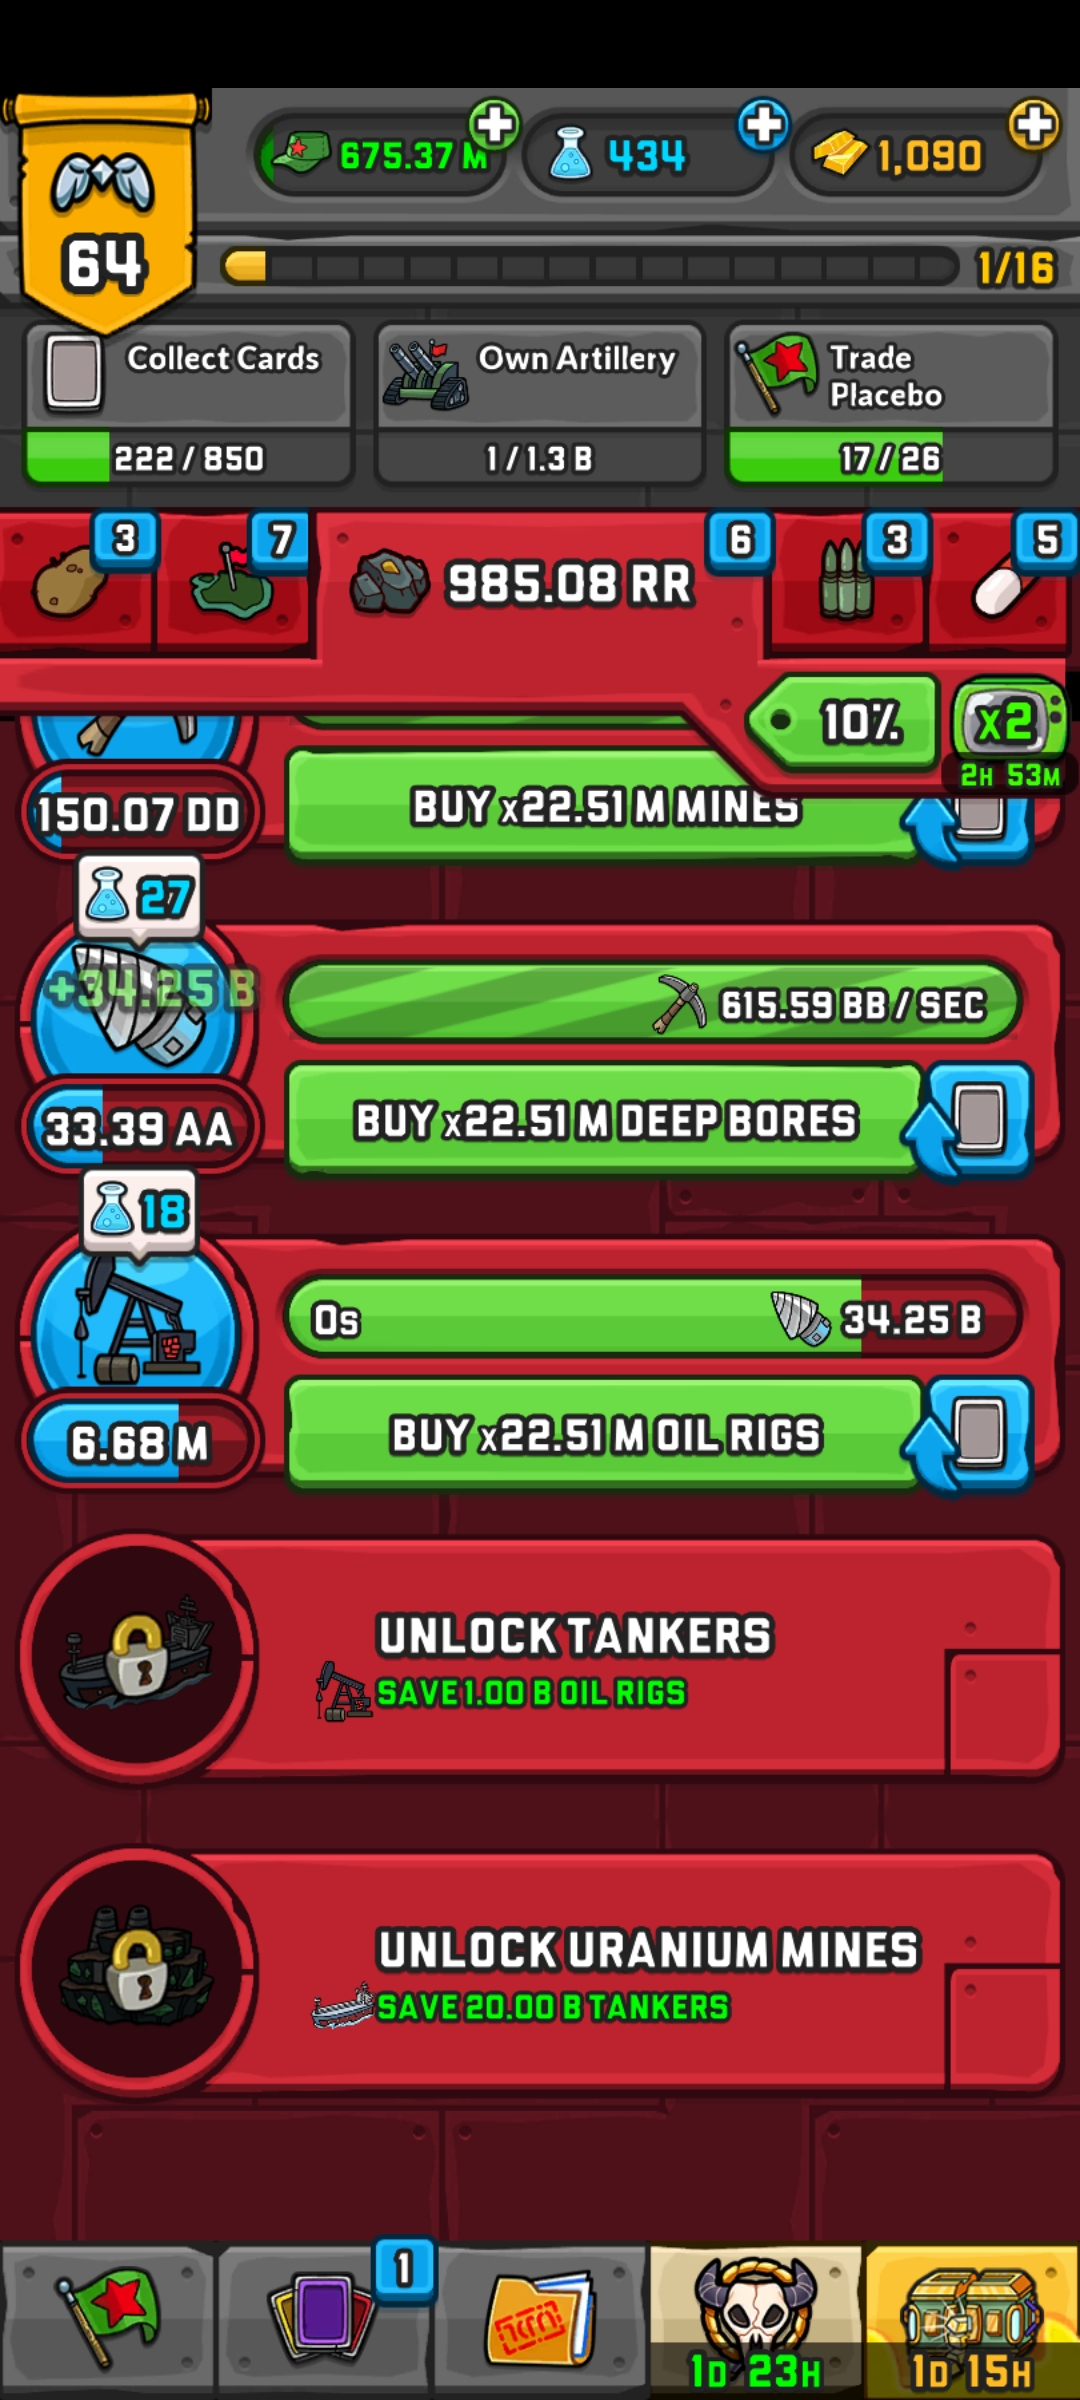 675.37 M
434
1,090
64
1/16
Collect Cards
222 / 850
Own Artillery
1 / 1.3 B
Trade
Placebo
17 / 26
3
7
985.08 RR
6
3
5
10%
x2
2H 53M
150.07 DD
BUY x22.51 M MINES
27
+34.25 B
615.59 BB / SEC
33.39 AA
BUY x22.51 M DEEP BORES
18
0s
34.25 B
6.68 M
BUY x22.51 M OIL RIGS
UNLOCK TANKERS
SAVE 1.00 B OIL RIGS
UNLOCK URANIUM MINES
SAVE 20.00 B TANKERS
1
1D 23H
1D 15H